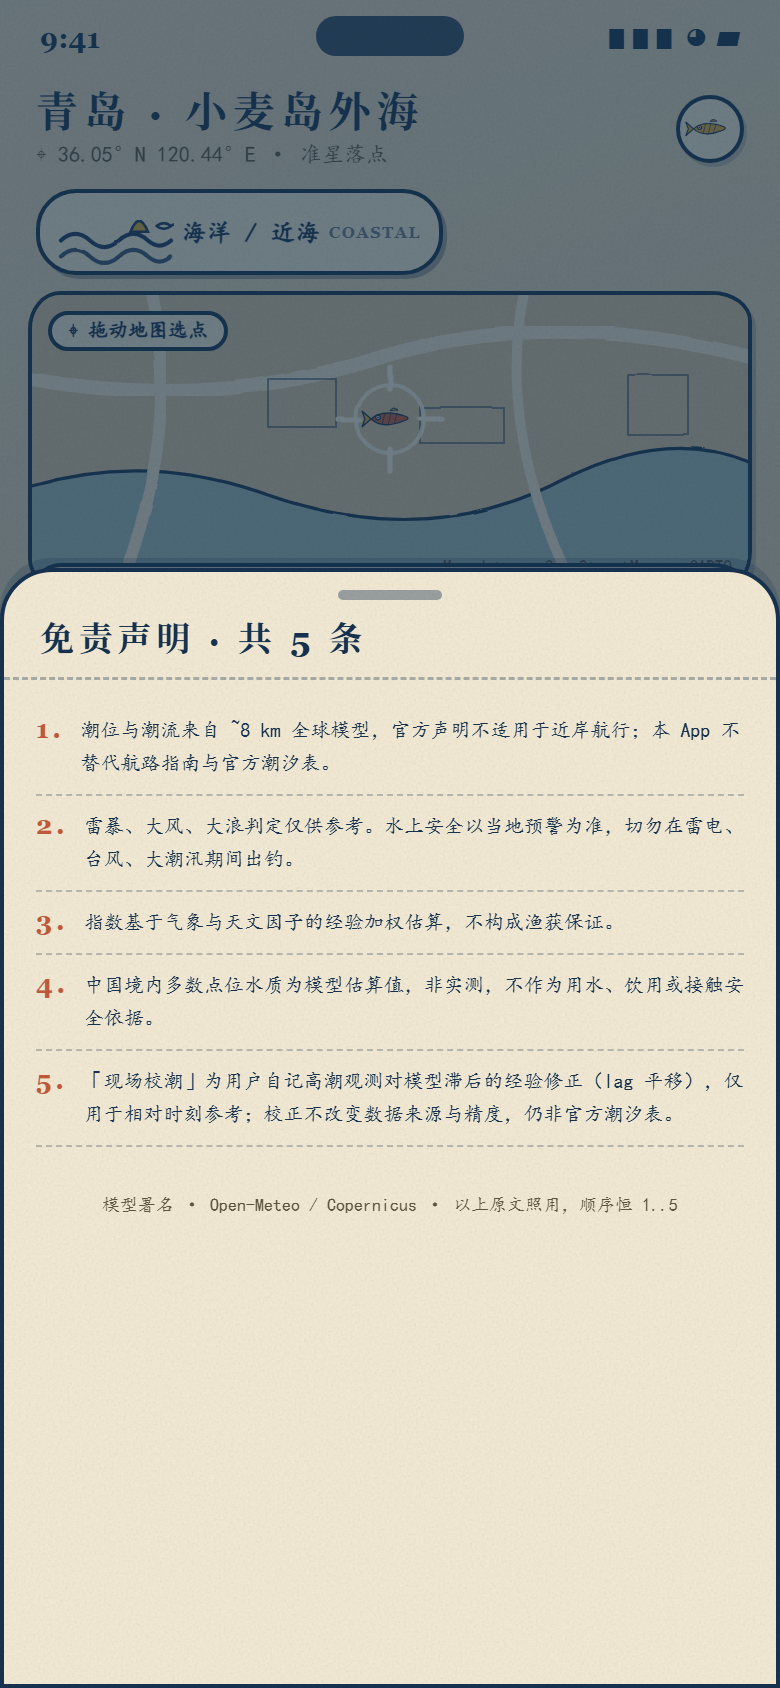 9:41
青岛 · 小麦岛外海
⌖ 36.05° N 120.44° E • 准星落点
海洋 / 近海 COASTAL
⌖ 拖动地图选点
免责声明 · 共 5 条
1. 潮位与潮流来自 ~8 km 全球模型，官方声明不适用于近岸航行；本 App 不
替代航路指南与官方潮汐表。
2. 雷暴、大风、大浪判定仅供参考。水上安全以当地预警为准，切勿在雷电、
台风、大潮汛期间出钓。
3. 指数基于气象与天文因子的经验加权估算，不构成渔获保证。
4. 中国境内多数点位水质为模型估算值，非实测，不作为用水、饮用或接触安
全依据。
5. 「现场校潮」为用户自记高潮观测对模型滞后的经验修正（lag 平移），仅
用于相对时刻参考；校正不改变数据来源与精度，仍非官方潮汐表。
模型署名 • Open-Meteo / Copernicus • 以上原文照用，顺序恒 1..5